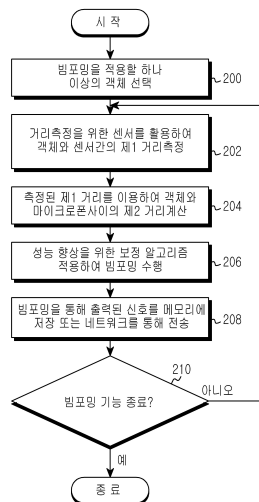 시 작
빔포밍을 적용할 하나
이상의 객체 선택
200
거리측정을 위한 센서를 활용하여
객체와 센서간의 제1 거리측정
202
측정된 제1 거리를 이용하여 객체와
마이크로폰사이의 제2 거리계산
204
성능 향상을 위한 보정 알고리즘
적용하여 빔포밍 수행
206
빔포밍을 통해 출력된 신호를 메모리에
저장 또는 네트워크를 통해 전송
208
210
빔포밍 기능 종료?
아니오
예
종 료